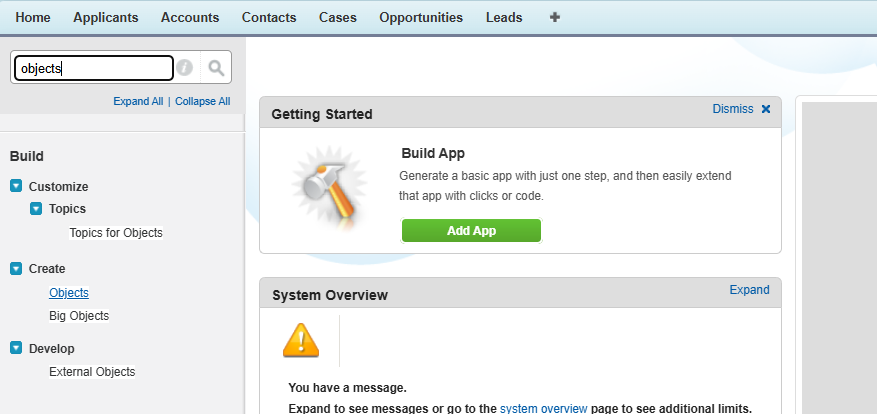 Home Applicants Accounts Contacts Cases Opportunities Leads +
objects
Expand All | Collapse All
Build
Customize
Topics
Topics for Objects
Create
Objects
Big Objects
Develop
External Objects
Getting Started
Dismiss X
Build App
Generate a basic app with just one step, and then easily extend
that app with clicks or code.
Add App
System Overview
Expand
You have a message.
Expand to see messages or go to the system overview page to see additional limits.